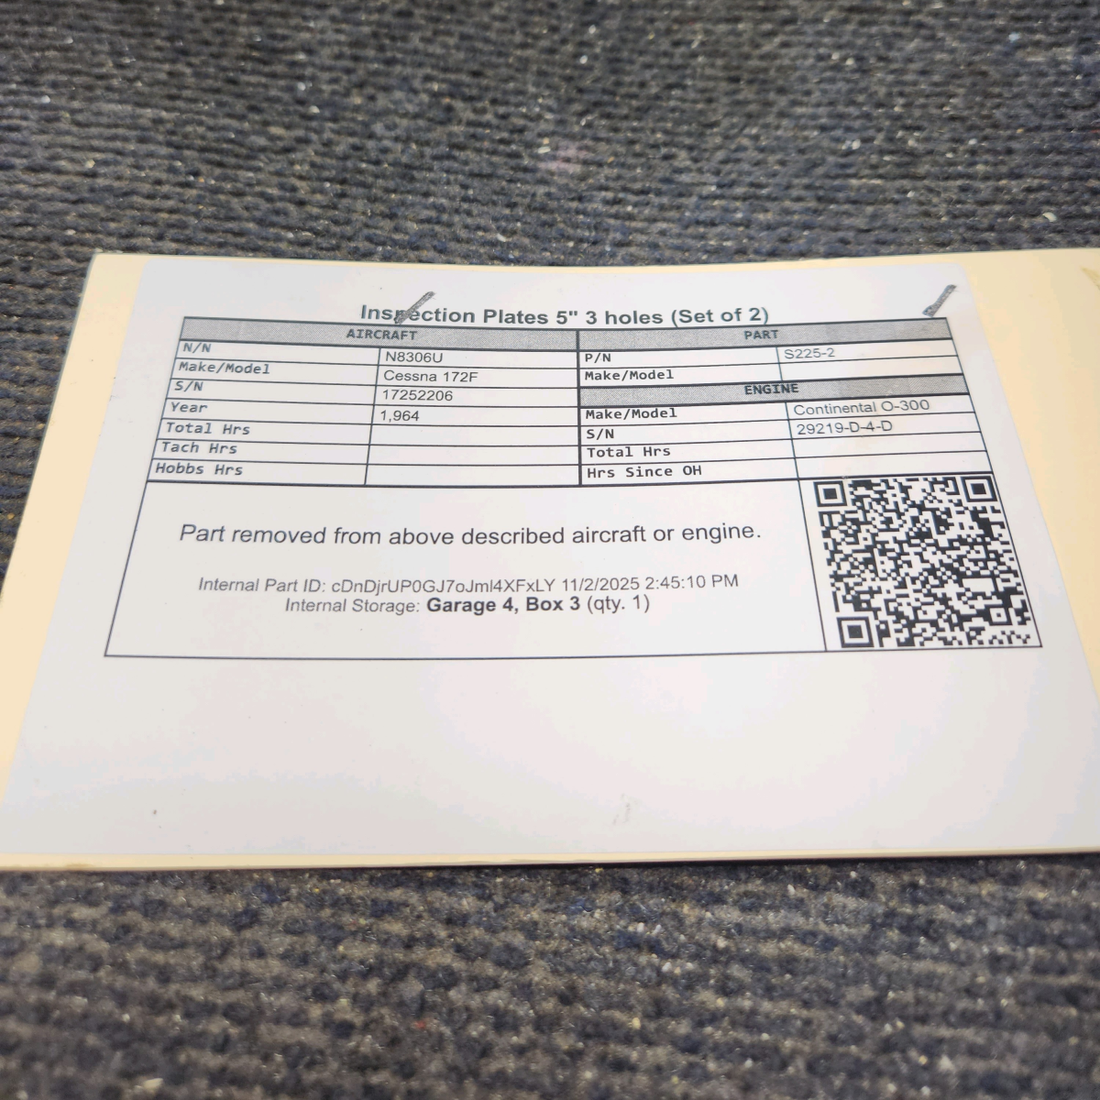 Inspection Plates 5" 3 holes (Set of 2)
AIRCRAFT PART
N/N N8306U P/N S225-2
Make/Model Cessna 172F Make/Model
S/N 17252206 ENGINE
Year 1,964 Make/Model Continental O-300
Total Hrs S/N 29219-D-4-D
Tach Hrs Total Hrs
Hobbs Hrs Hrs Since OH
Part removed from above described aircraft or engine.
Internal Part ID: cDnDjrUP0GJ7oJml4XFxLY 11/2/2025 2:45:10 PM
Internal Storage: Garage 4, Box 3 (qty. 1)